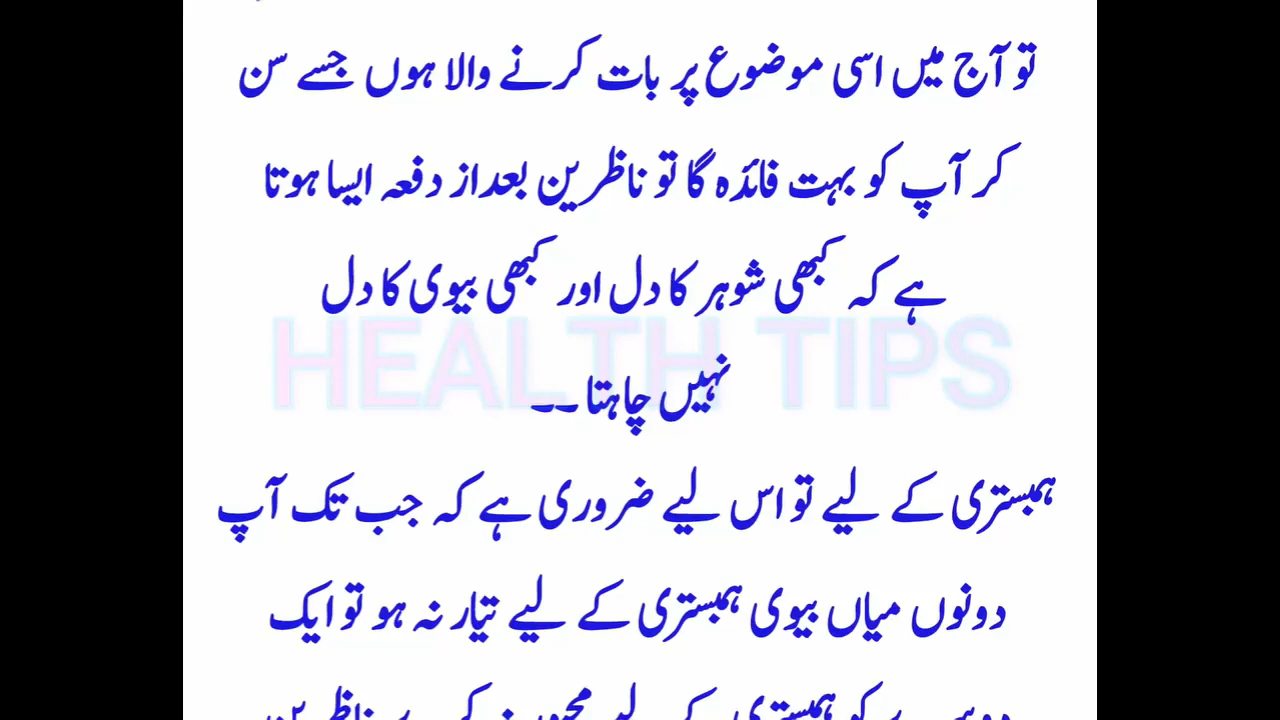 تو آج میں اسی موضوع پر بات کرنے والا ہوں جسے سن
کر آپ کو بہت فائدہ گا تو ناظرین بعداز دفعہ ایسا ہوتا
ہے کہ کبھی شوہر کا دل اور کبھی بیوی کا دل
HEALTH TIPS
نہیں چاہتا ۔۔
ہمبستری کے لیے تو اس لیے ضروری ہے کہ جب تک آپ
دونوں میاں بیوی ہمبستری کے لیے تیار نہ ہو تو ایک